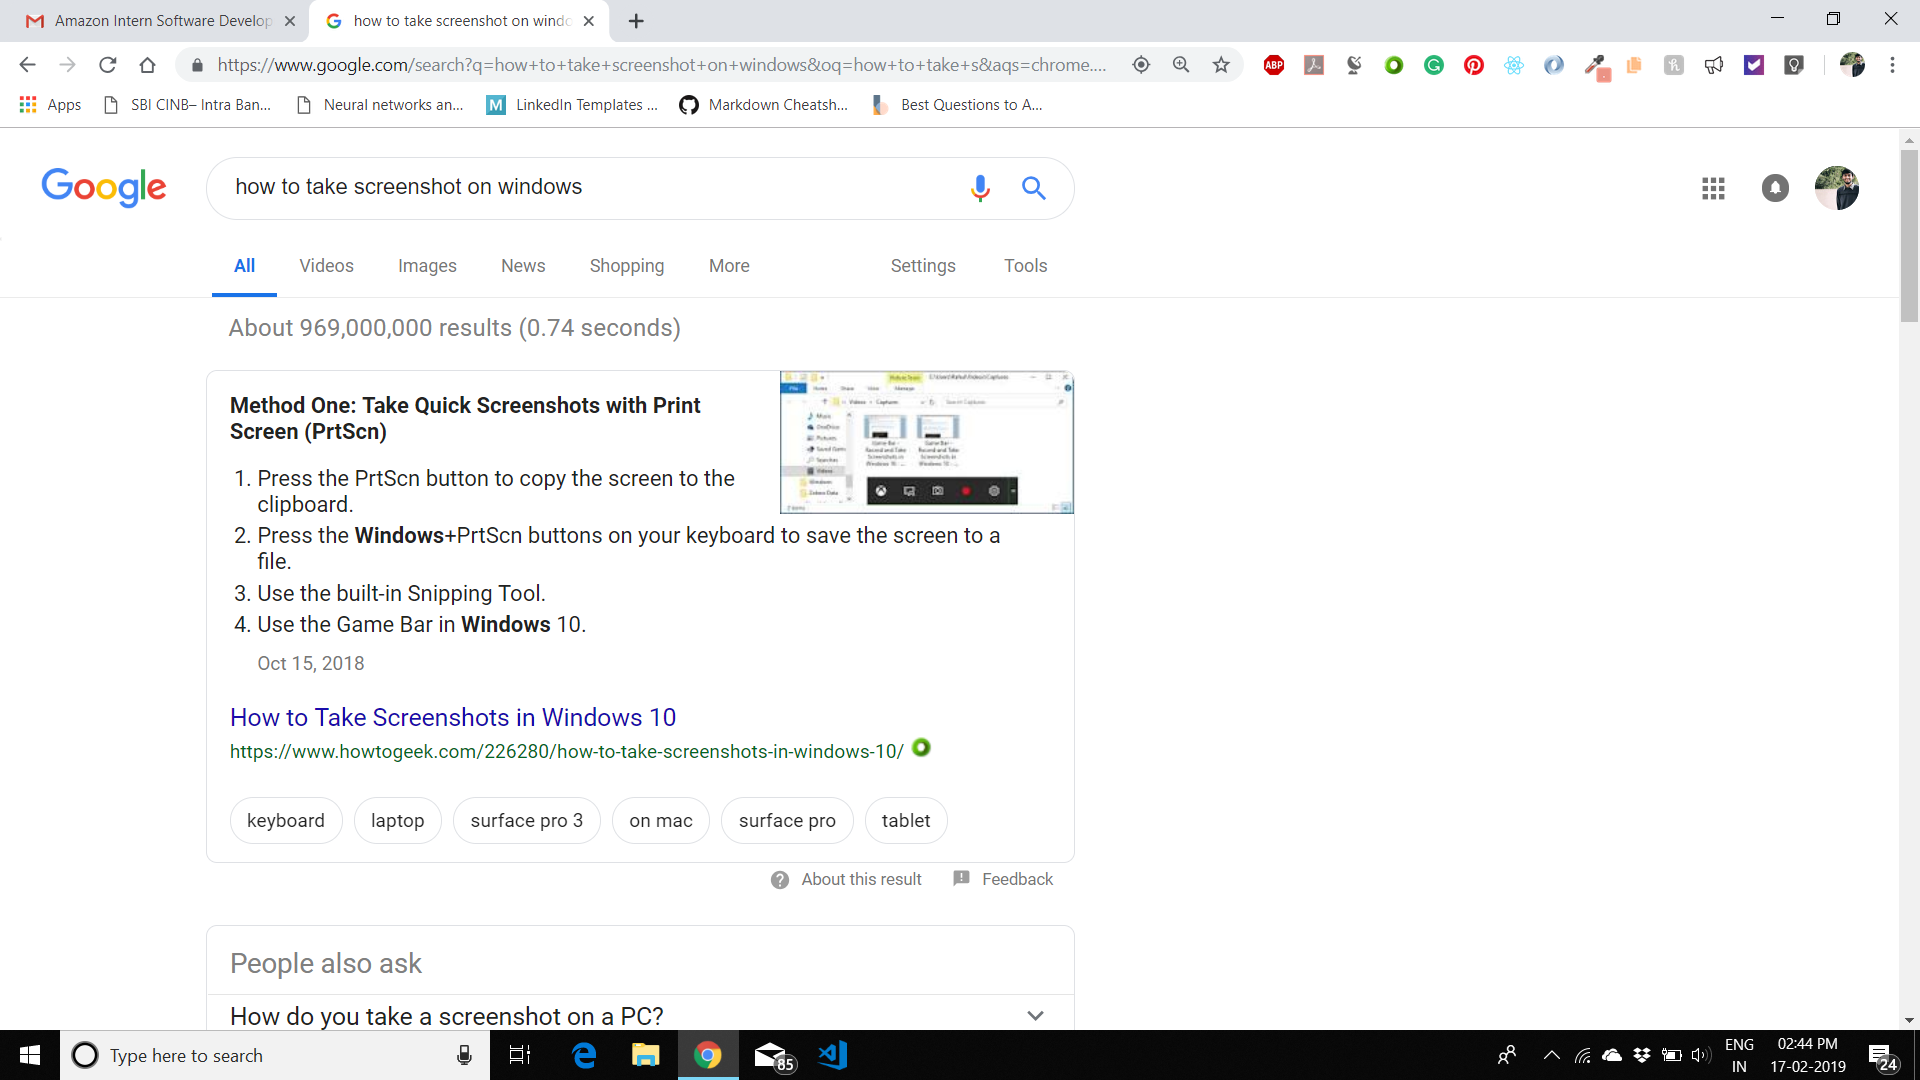 Amazon Intern Software Develop
how to take screenshot on windo
https://www.google.com/search?q=how+to+take+screenshot+on+windows&oq=how+to+take+s&aqs=chrome....
ABP
Apps
SBI CINB– Intra Ban...
Neural networks an...
M
LinkedIn Templates ...
Markdown Cheatsh...
Best Questions to A...
Google
how to take screenshot on windows
All
Videos
Images
News
Shopping
More
Settings
Tools
About 969,000,000 results (0.74 seconds)
Method One: Take Quick Screenshots with Print
Screen (PrtScn)
1. Press the PrtScn button to copy the screen to the
clipboard.
2. Press the Windows+PrtScn buttons on your keyboard to save the screen to a
file.
3. Use the built-in Snipping Tool.
4. Use the Game Bar in Windows 10.
Oct 15, 2018
How to Take Screenshots in Windows 10
https://www.howtogeek.com/226280/how-to-take-screenshots-in-windows-10/
keyboard
laptop
surface pro 3
on mac
surface pro
tablet
About this result
Feedback
People also ask
How do you take a screenshot on a PC?
Type here to search
85
ENG
IN
02:44 PM
17-02-2019
24